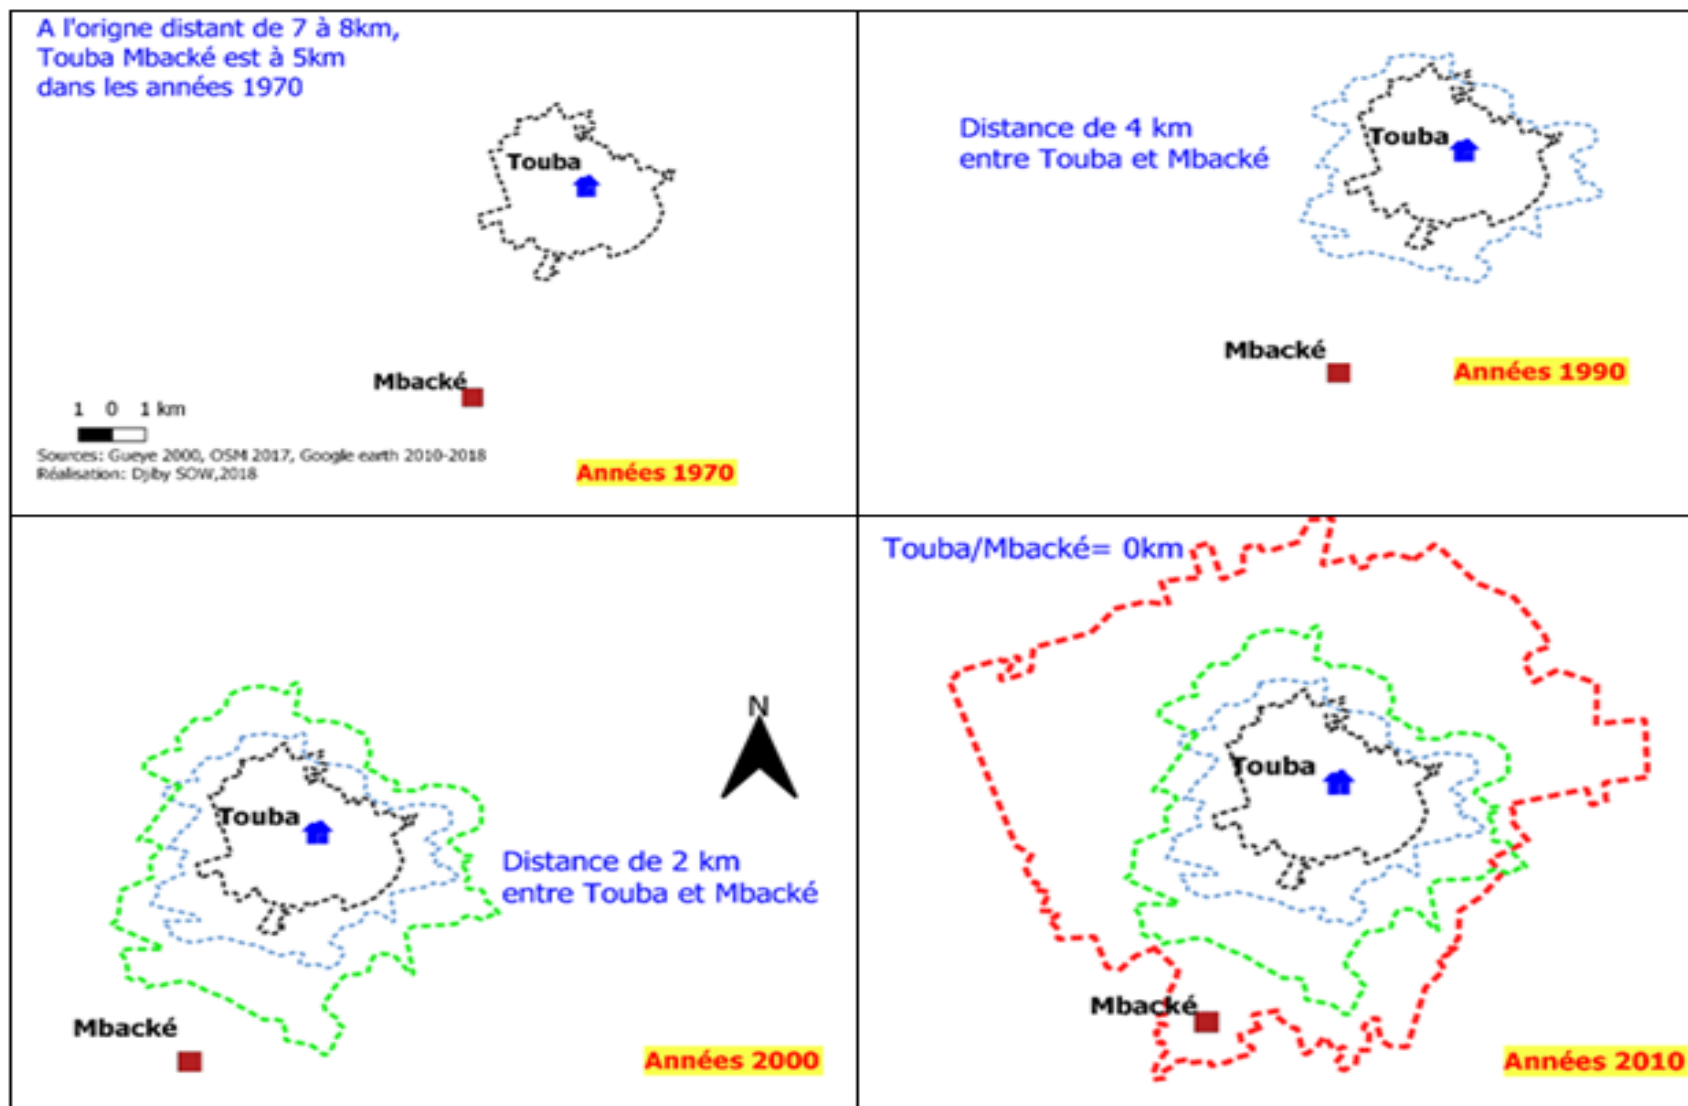 A l'origne distant de 7 à 8km,
Touba Mbacké est à 5km
dans les années 1970
Touba
Mbacké
1 0 1 km
Sources: Gueye 2000, OSM 2017, Google earth 2010-2018
Réalisation: Djiby SOW,2018
Années 1970
Distance de 4 km
entre Touba et Mbacké
Touba
Mbacké
Années 1990
N
Touba
Distance de 2 km
entre Touba et Mbacké
Mbacké
Années 2000
Touba/Mbacké= 0km
Touba
Mbacké
Années 2010